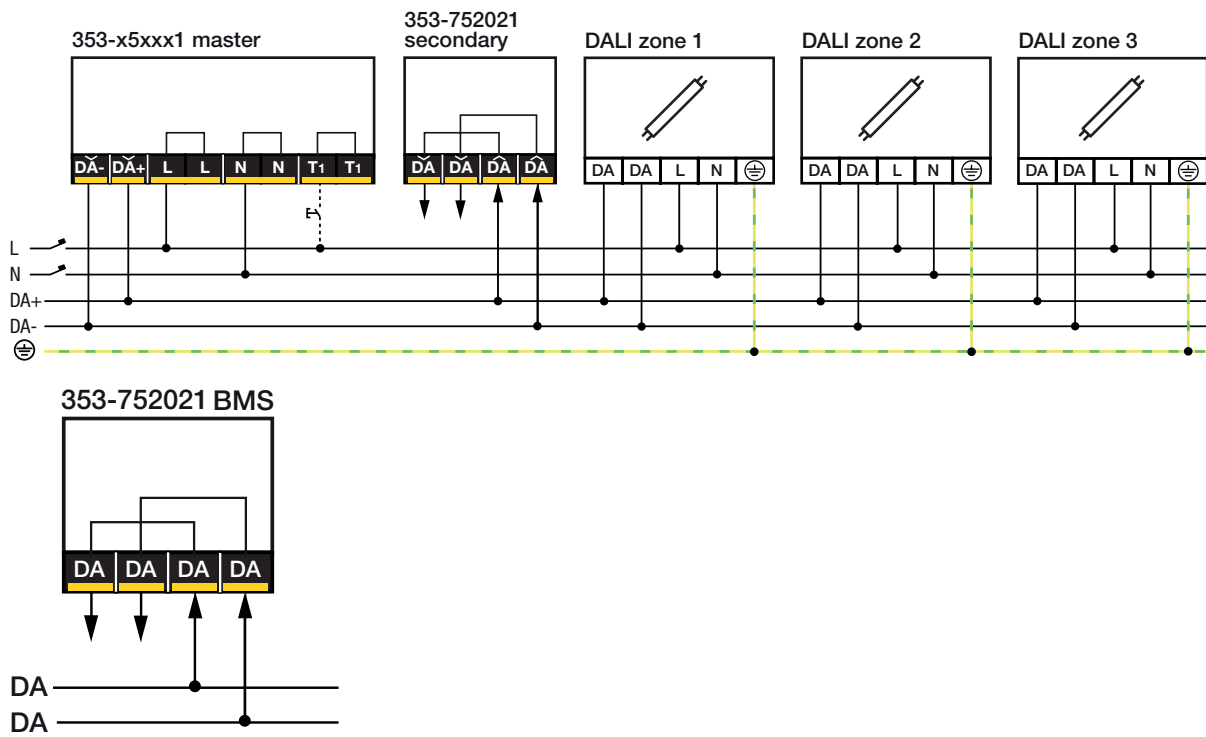 353-x5xxx1 master
353-752021
secondary
DALI zone 1
DALI zone 2
DALI zone 3
DA- DA+ L L N N T1 T1
DA DA DA DA
DA DA L N
DA DA L N
DA DA L N
L
N
DA+
DA-
353-752021 BMS
DA DA DA DA
DA
DA